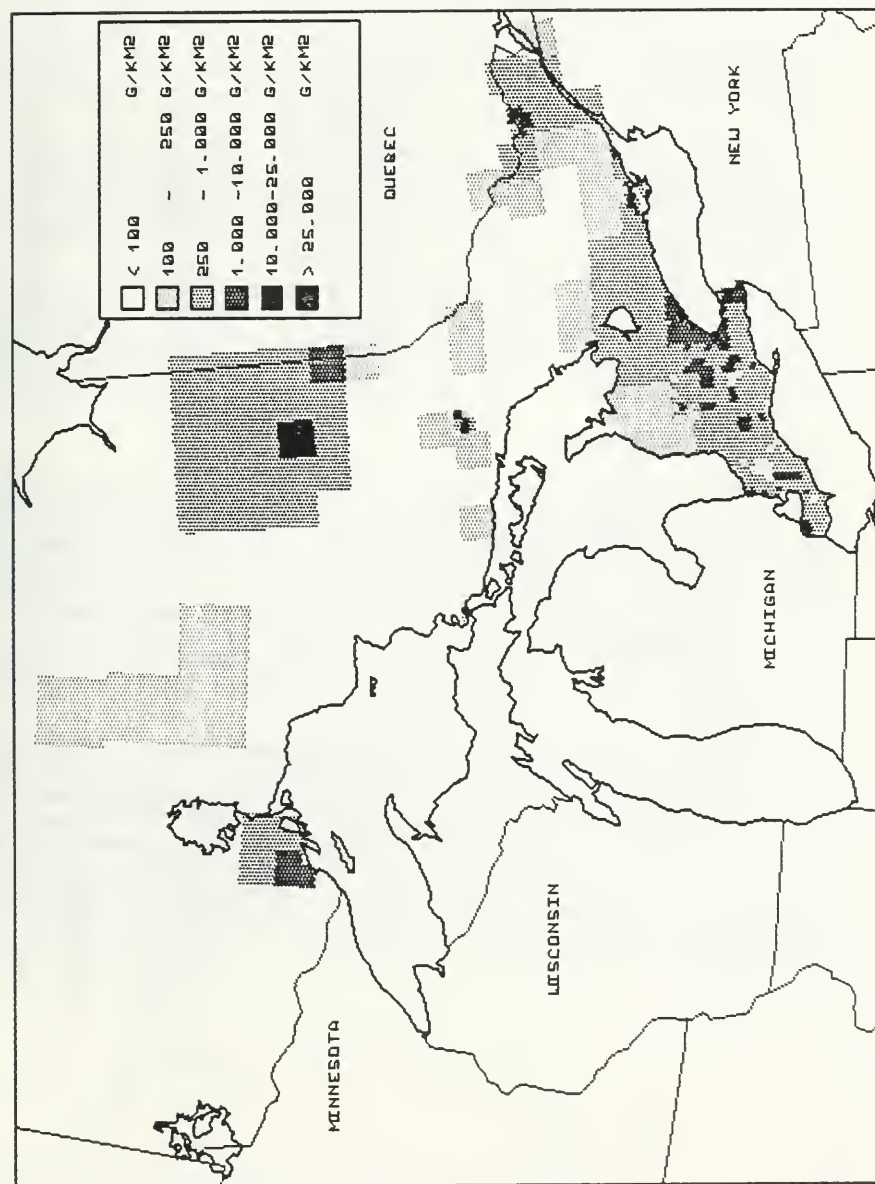 < 100 G/KM2
100 - 250 G/KM2
250 - 1.000 G/KM2
1.000 -10.000 G/KM2
10.000-25.000 G/KM2
> 25.000 G/KM2
QUEBEC
NEW YORK
MICHIGAN
WISCONSIN
MINNESOTA